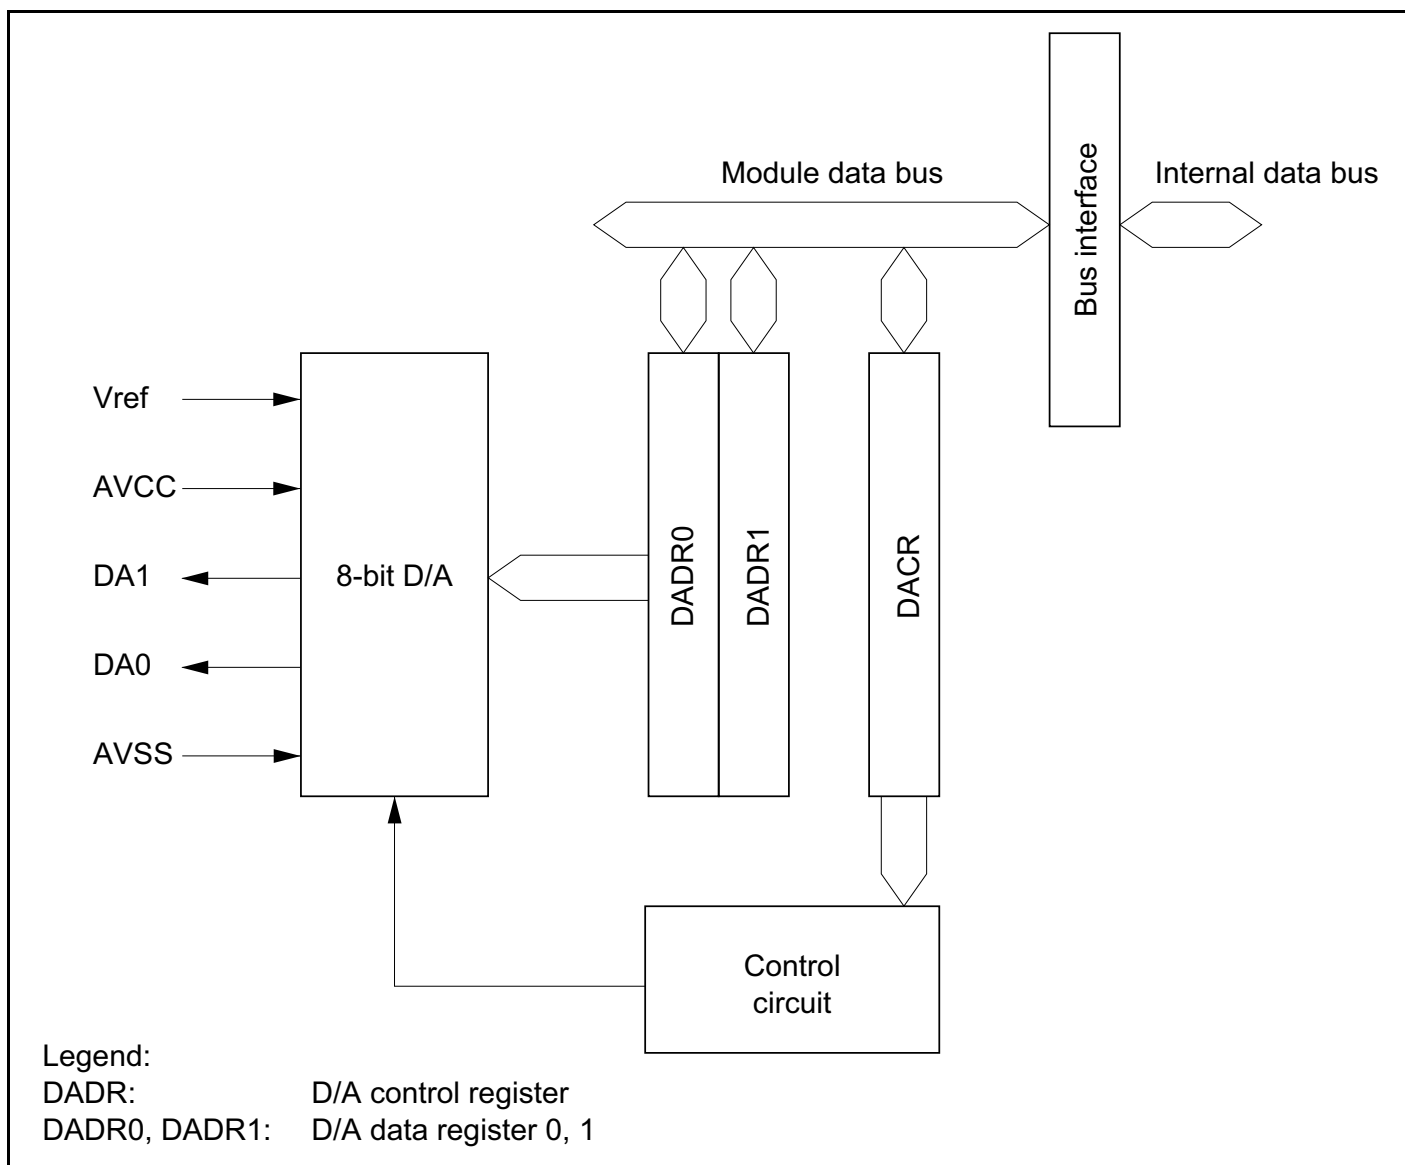 Module data bus
Internal data bus
Bus interface
Vref
AVCC
DA1
DA0
AVSS
8-bit D/A
DADR0
DADR1
DACR
Control
circuit
Legend:
DADR: D/A control register
DADR0, DADR1: D/A data register 0, 1